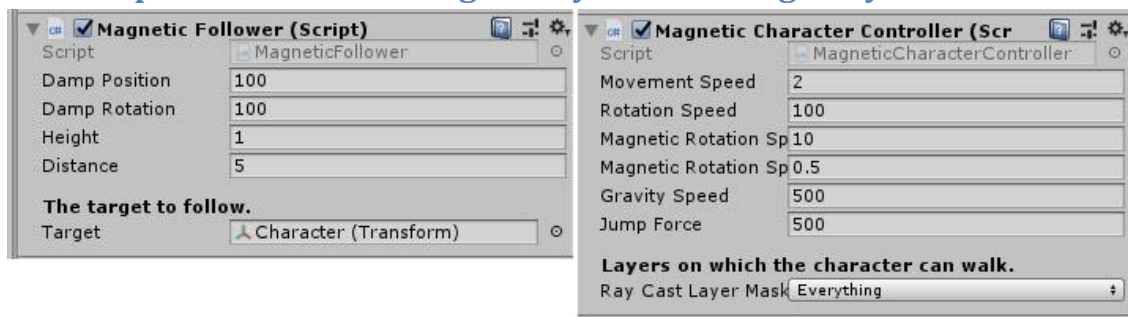 Magnetic Follower (Script)
Script MagneticFollower
Damp Position 100
Damp Rotation 100
Height 1
Distance 5
The target to follow.
Target Character (Transform)
Magnetic Character Controller (Scr
Script MagneticCharacterController
Movement Speed 2
Rotation Speed 100
Magnetic Rotation Sp 10
Magnetic Rotation Sp 0.5
Gravity Speed 500
Jump Force 500
Layers on which the character can walk.
Ray Cast Layer Mask Everything